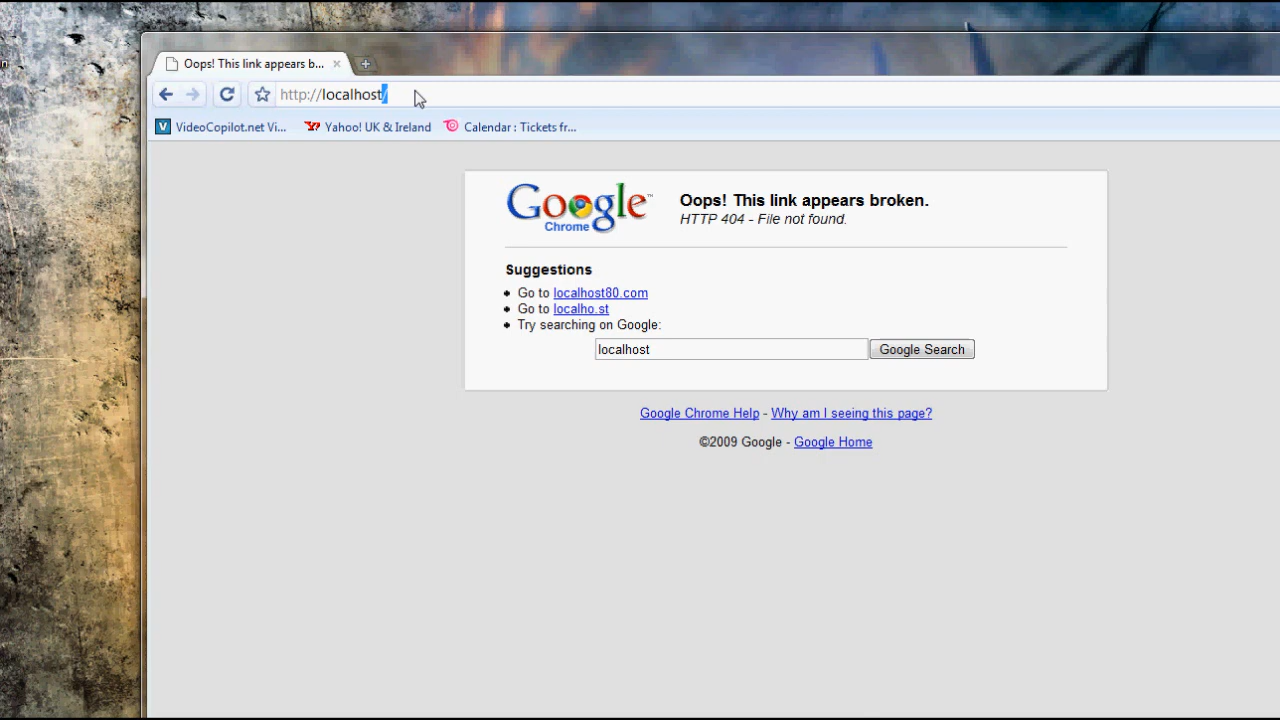 Oops! This link appears b...
http://localhost/
VideoCopilot.net Vi... Yahoo! UK & Ireland Calendar : Tickets fr...
Google™
Chrome
Oops! This link appears broken.
HTTP 404 - File not found.
Suggestions
Go to localhost80.com
Go to localho.st
Try searching on Google:
localhost Google Search
Google Chrome Help - Why am I seeing this page?
©2009 Google - Google Home